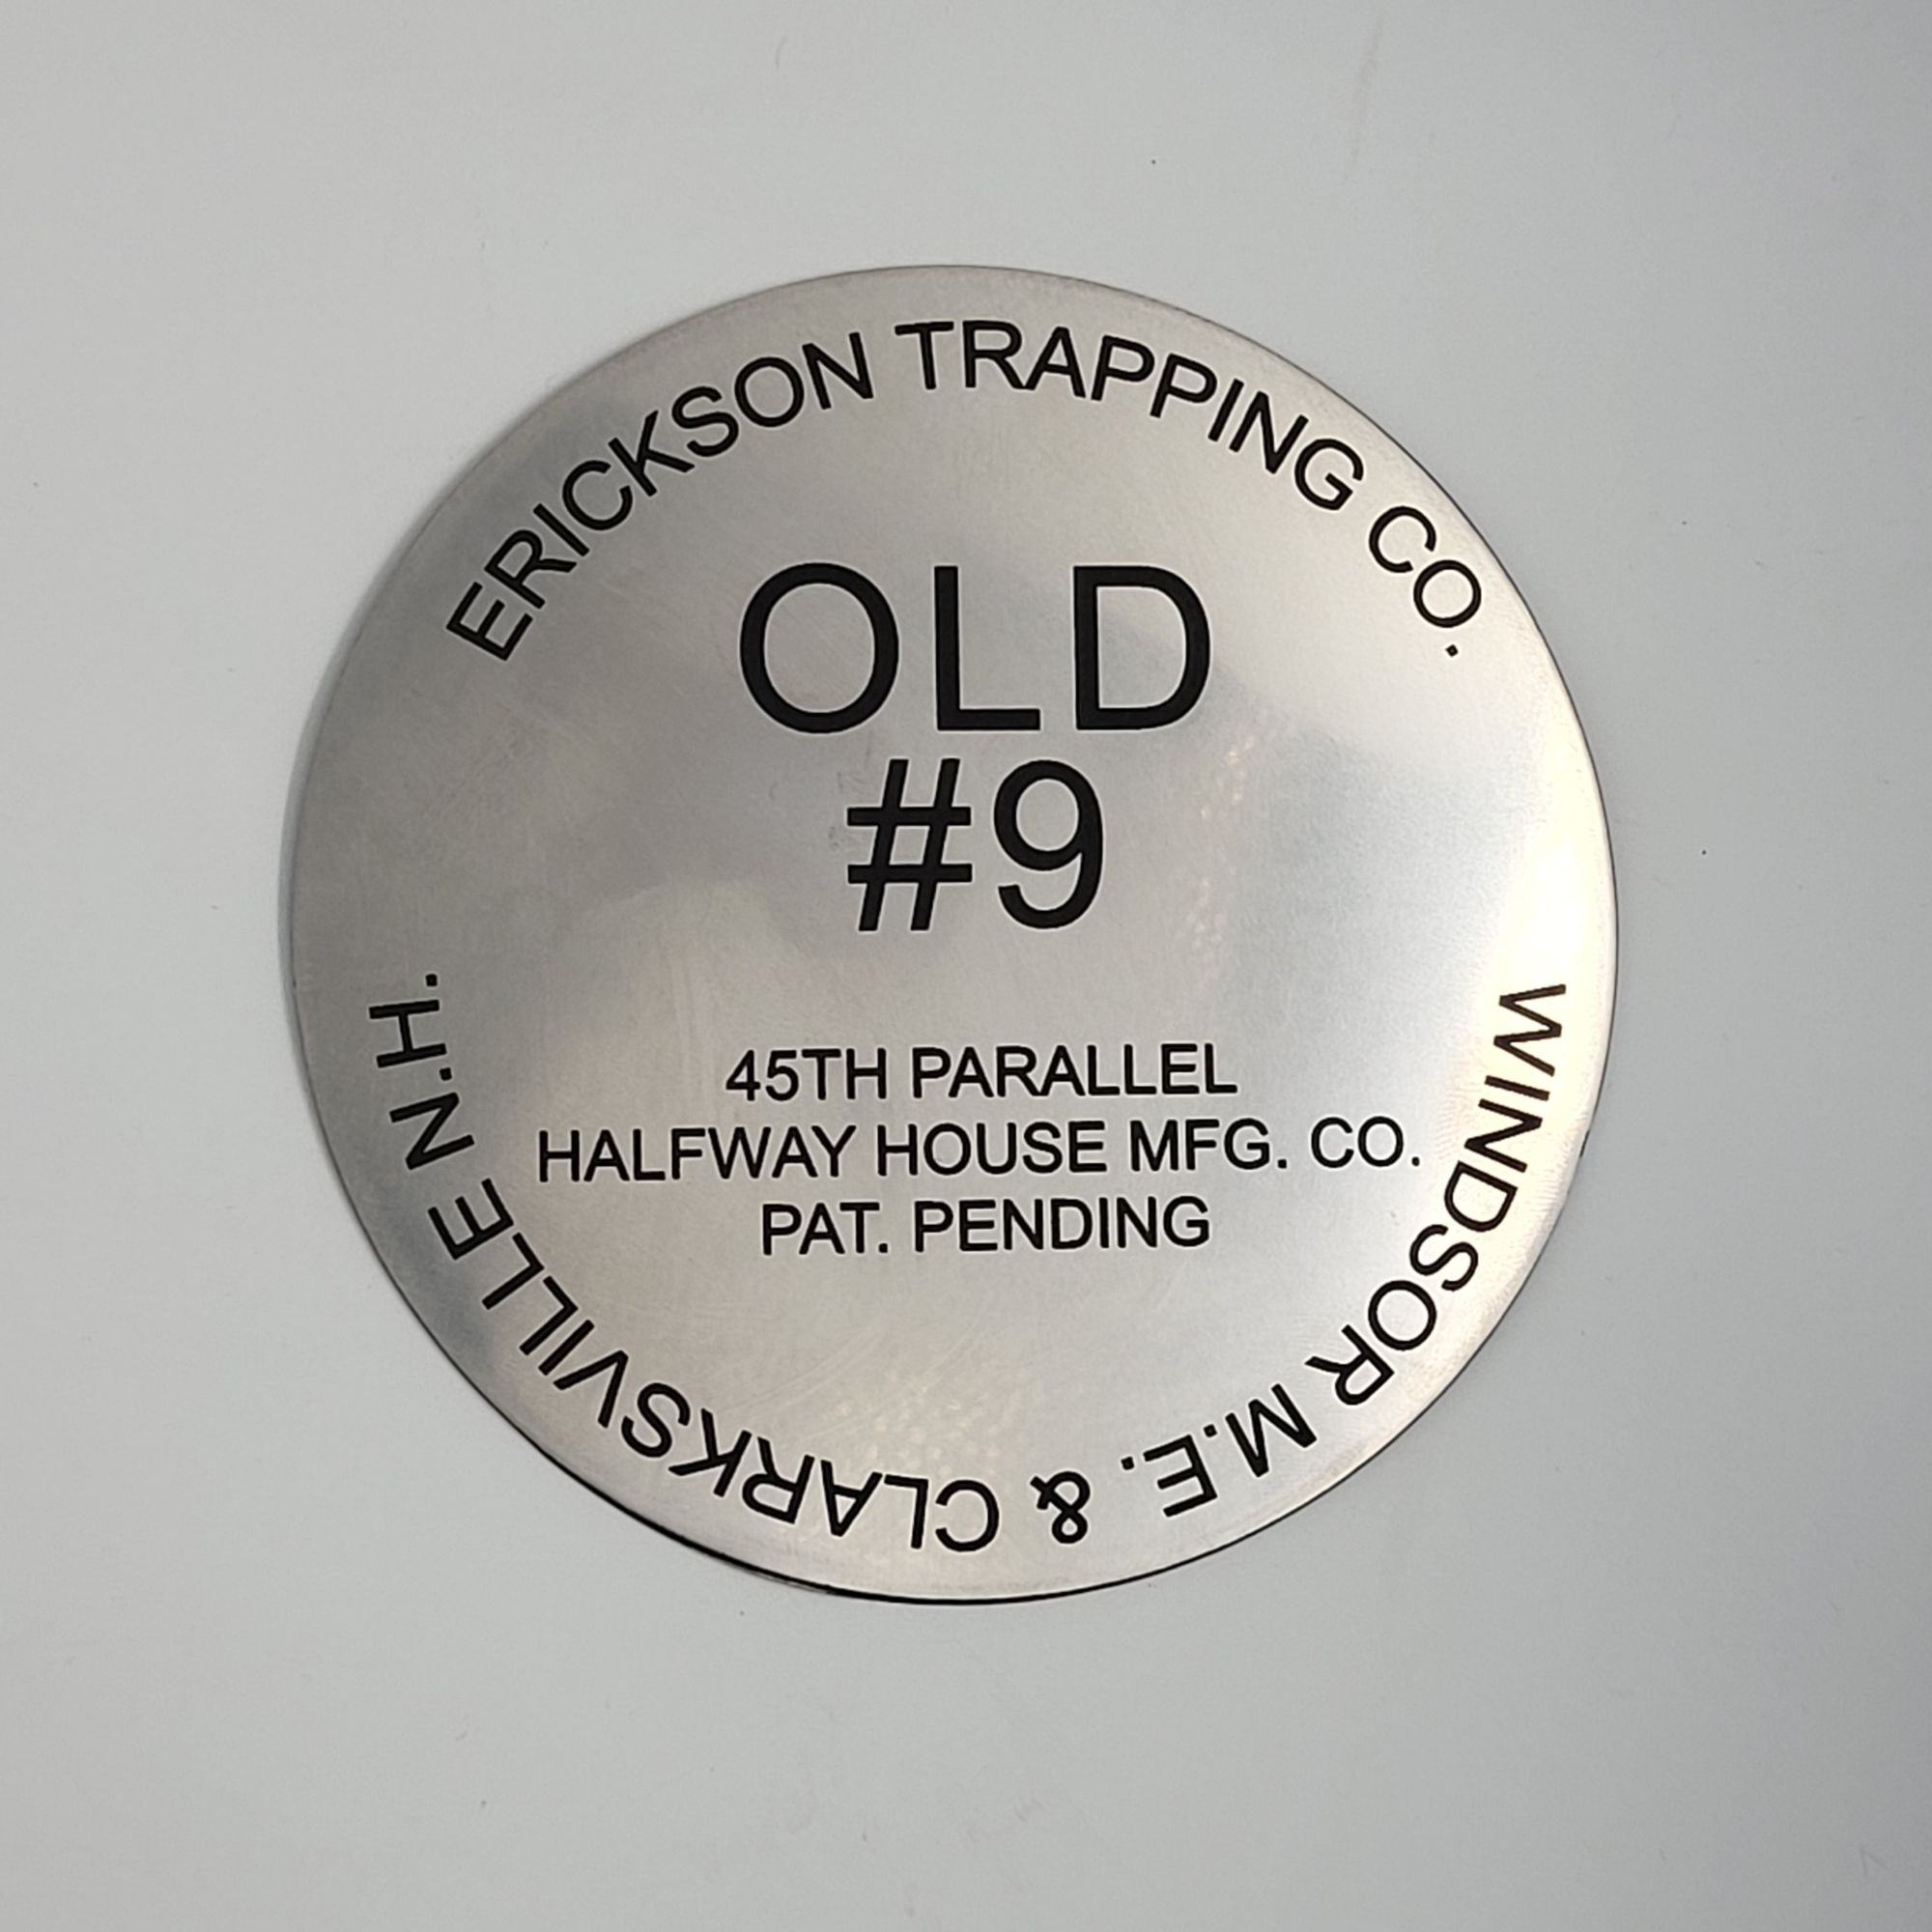 ERICKSON TRAPPING CO.
OLD
#9
45TH PARALLEL
HALFWAY HOUSE MFG. CO.
PAT. PENDING
WINDSOR M.E. & CLARKSVILLE N.H.